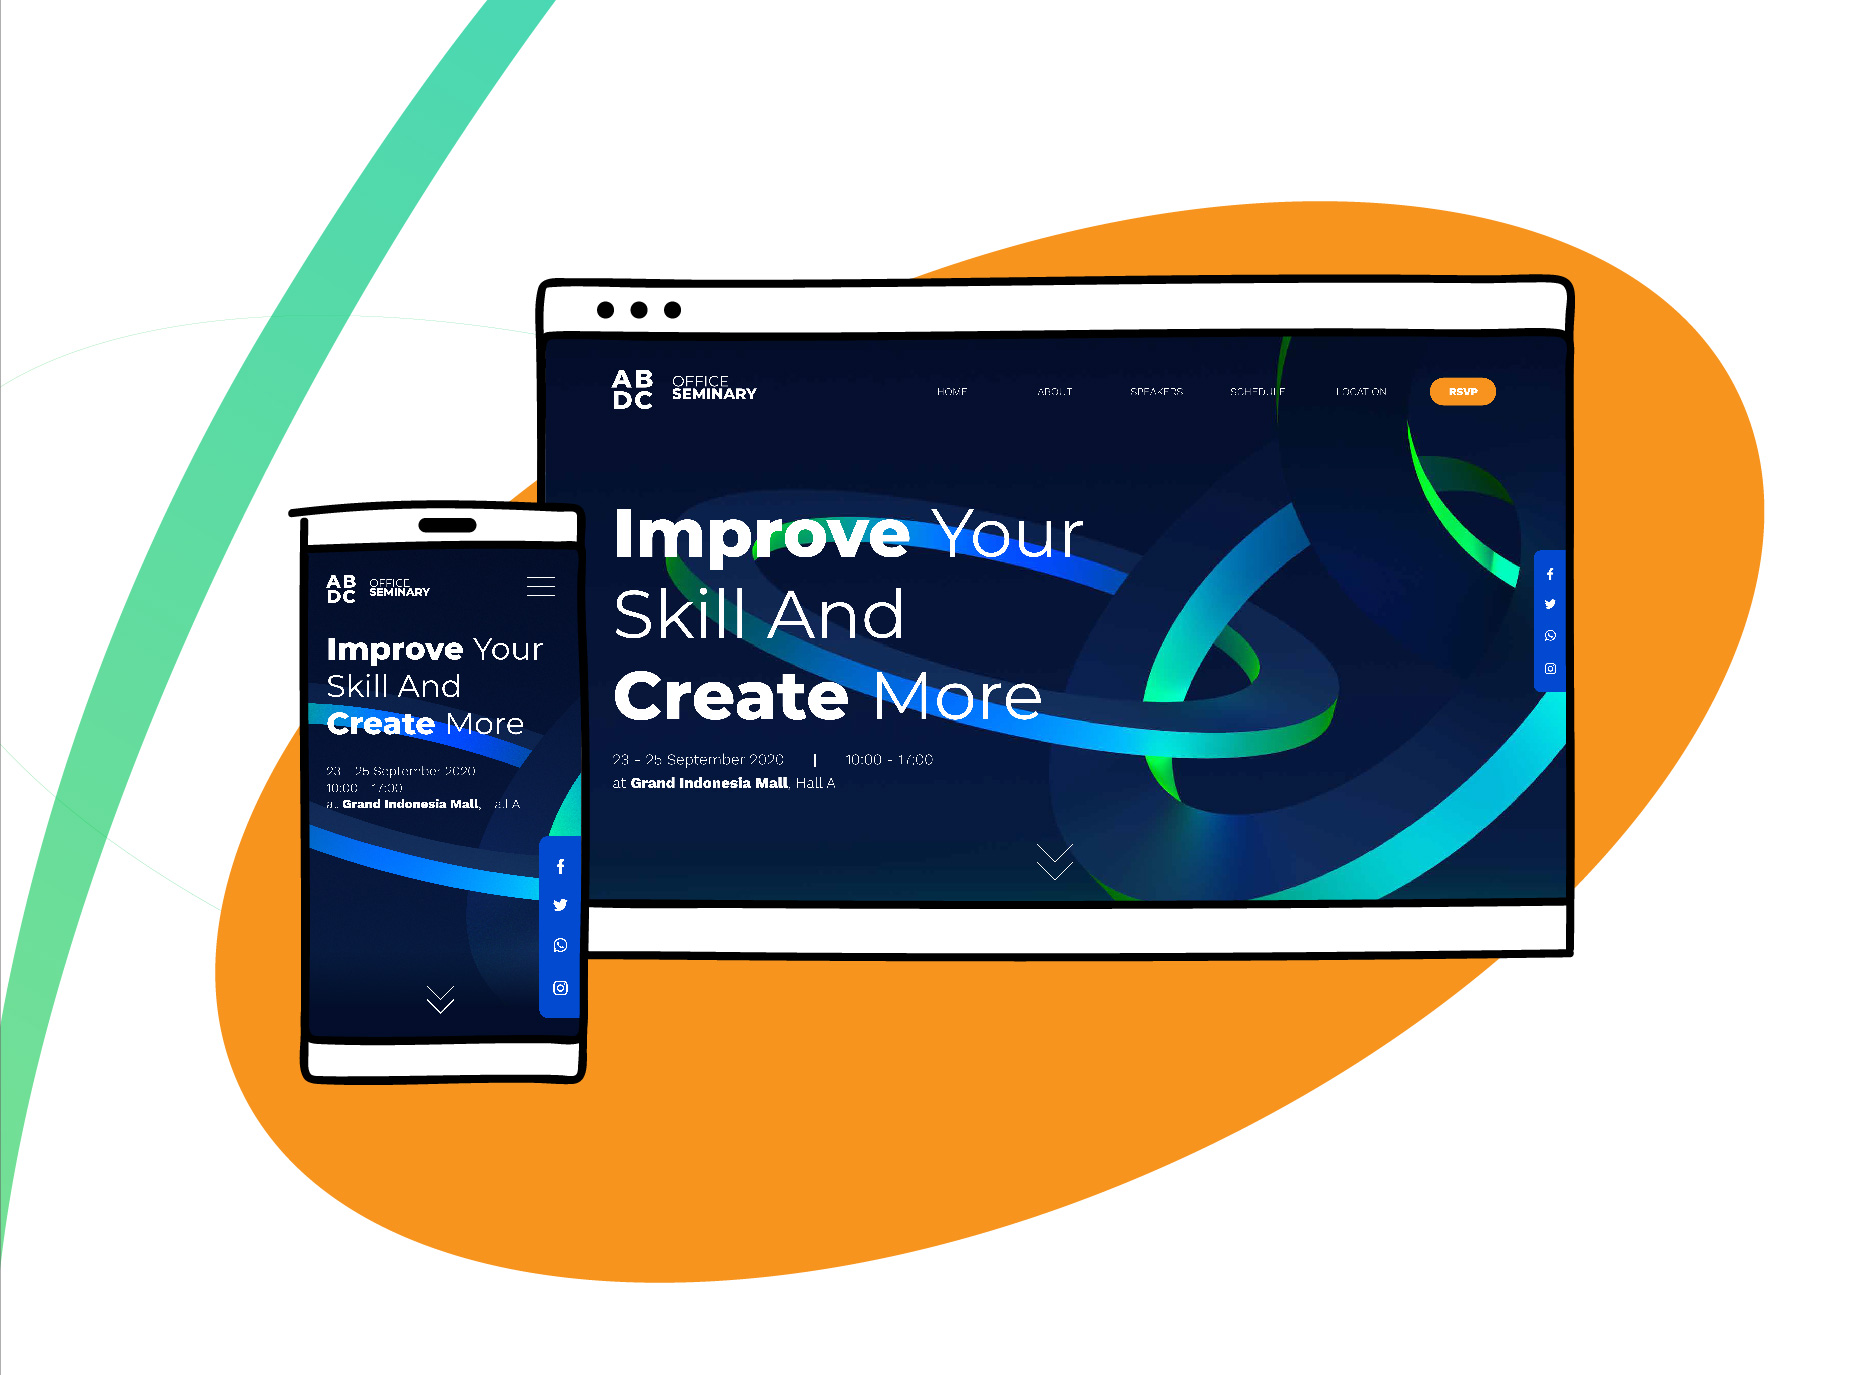 AB
DC
OFFICE
SEMINARY
HOME ABOUT SPEAKERS SCHEDULE LOCATION RSVP
Improve Your
Skill And
Create More
23 - 25 September 2020 | 10:00 - 17:00
at Grand Indonesia Mall, Hall A
AB
DC
OFFICE
SEMINARY
Improve Your
Skill And
Create More
23 - 25 September 2020
10:00 - 17:00
at Grand Indonesia Mall, Hall A